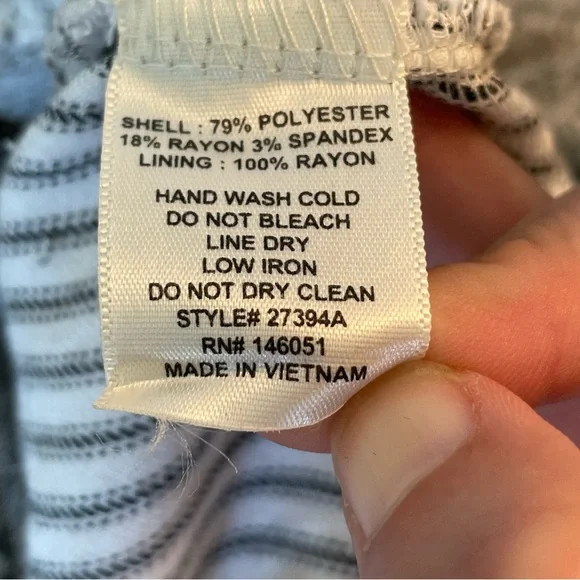 SHELL : 79% POLYESTER
18% RAYON 3% SPANDEX
LINING : 100% RAYON
HAND WASH COLD
DO NOT BLEACH
LINE DRY
LOW IRON
DO NOT DRY CLEAN
STYLE# 27394A
RN# 146051
MADE IN VIETNAM